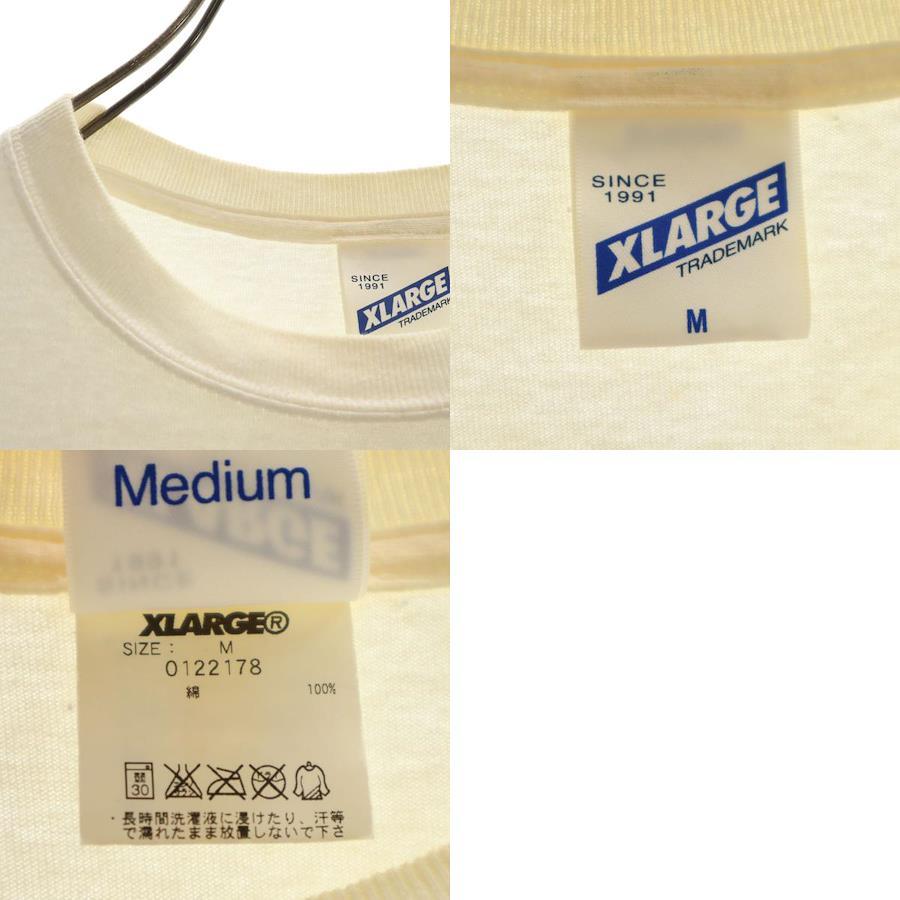 SINCE
1991
XLARGE
TRADEMARK
SINCE
1991
XLARGE
TRADEMARK
M
Medium
XLARGE®
SIZE : M
0122178
綿 100%
30
・長時間洗濯液に浸けたり、汗等
で濡れたまま放置しないで下さ